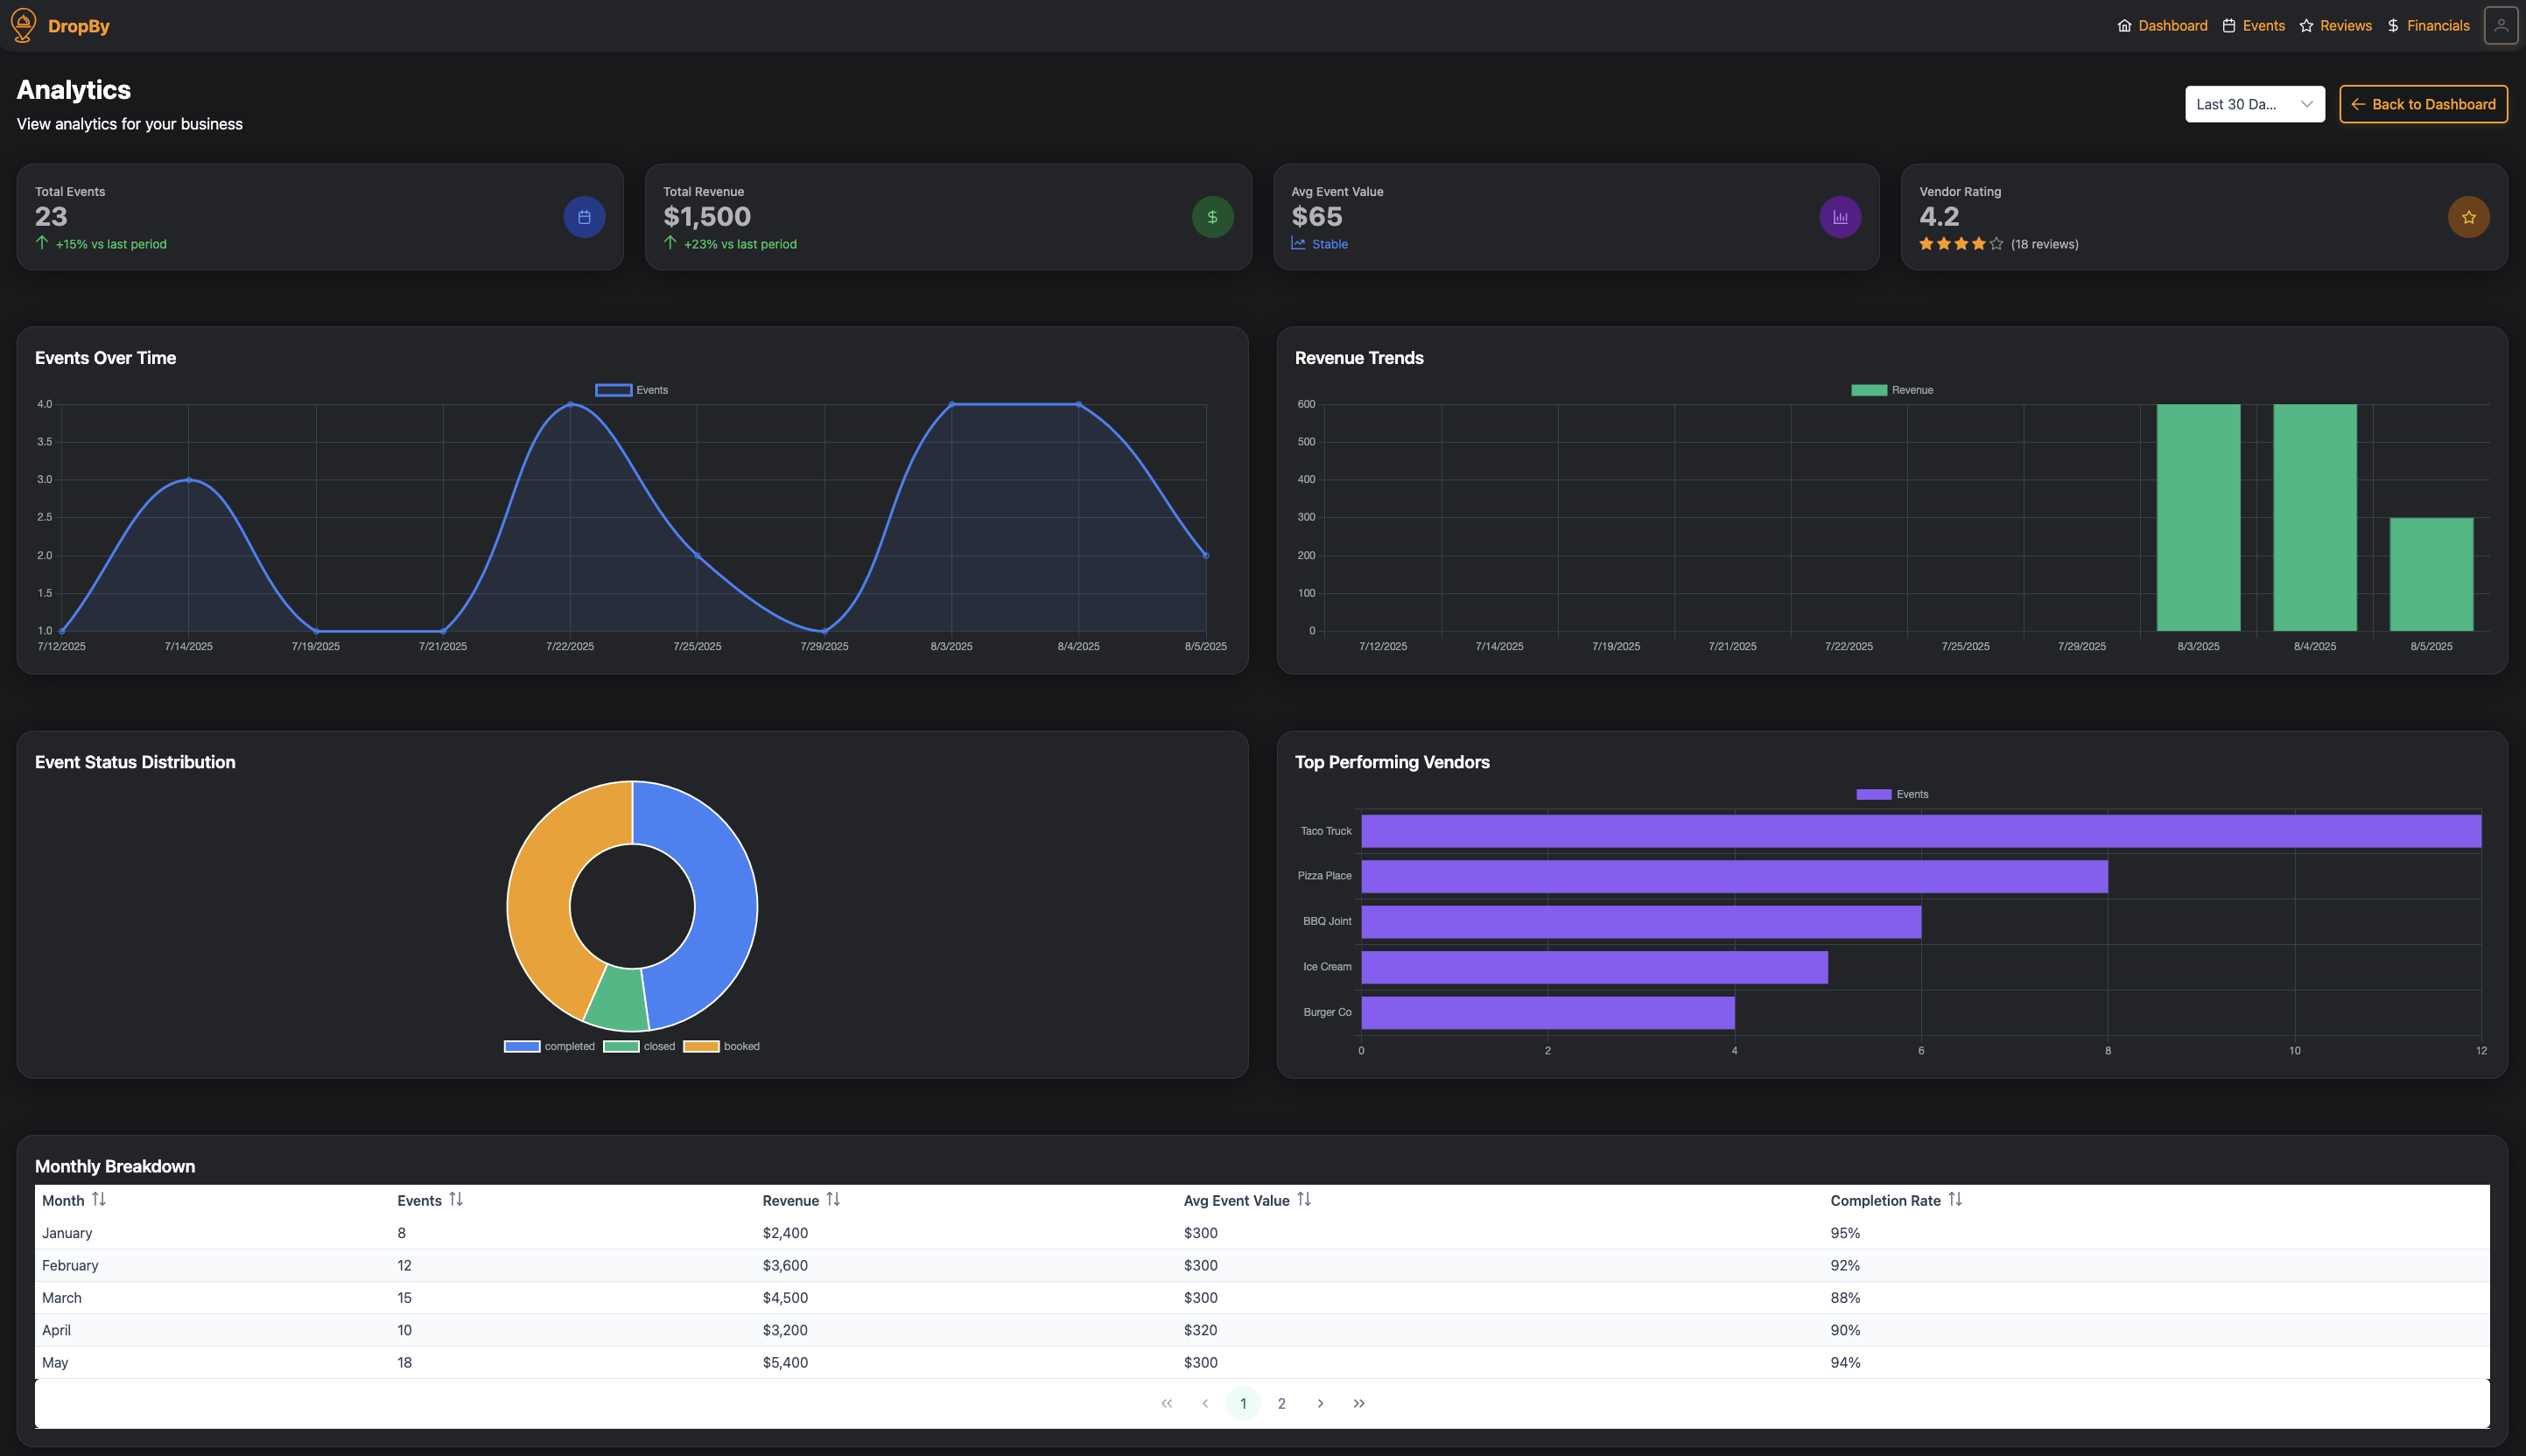 DropBy
Dashboard Events Reviews Financials
Analytics
View analytics for your business
Last 30 Da...
Back to Dashboard
Total Events
23
+15% vs last period
Total Revenue
$1,500
+23% vs last period
Avg Event Value
$65
Stable
Vendor Rating
4.2
(18 reviews)
Events Over Time
Events
4.0
3.5
3.0
2.5
2.0
1.5
1.0
7/12/2025 7/14/2025 7/19/2025 7/21/2025 7/22/2025 7/25/2025 7/29/2025 8/3/2025 8/4/2025 8/5/2025
Revenue Trends
Revenue
600
500
400
300
200
100
0
7/12/2025 7/14/2025 7/19/2025 7/21/2025 7/22/2025 7/25/2025 7/29/2025 8/3/2025 8/4/2025 8/5/2025
Event Status Distribution
completed closed booked
Top Performing Vendors
Events
Taco Truck
Pizza Place
BBQ Joint
Ice Cream
Burger Co
0 2 4 6 8 10 12
Monthly Breakdown
Month Events Revenue Avg Event Value Completion Rate
January 8 $2,400 $300 95%
February 12 $3,600 $300 92%
March 15 $4,500 $300 88%
April 10 $3,200 $320 90%
May 18 $5,400 $300 94%
1 2